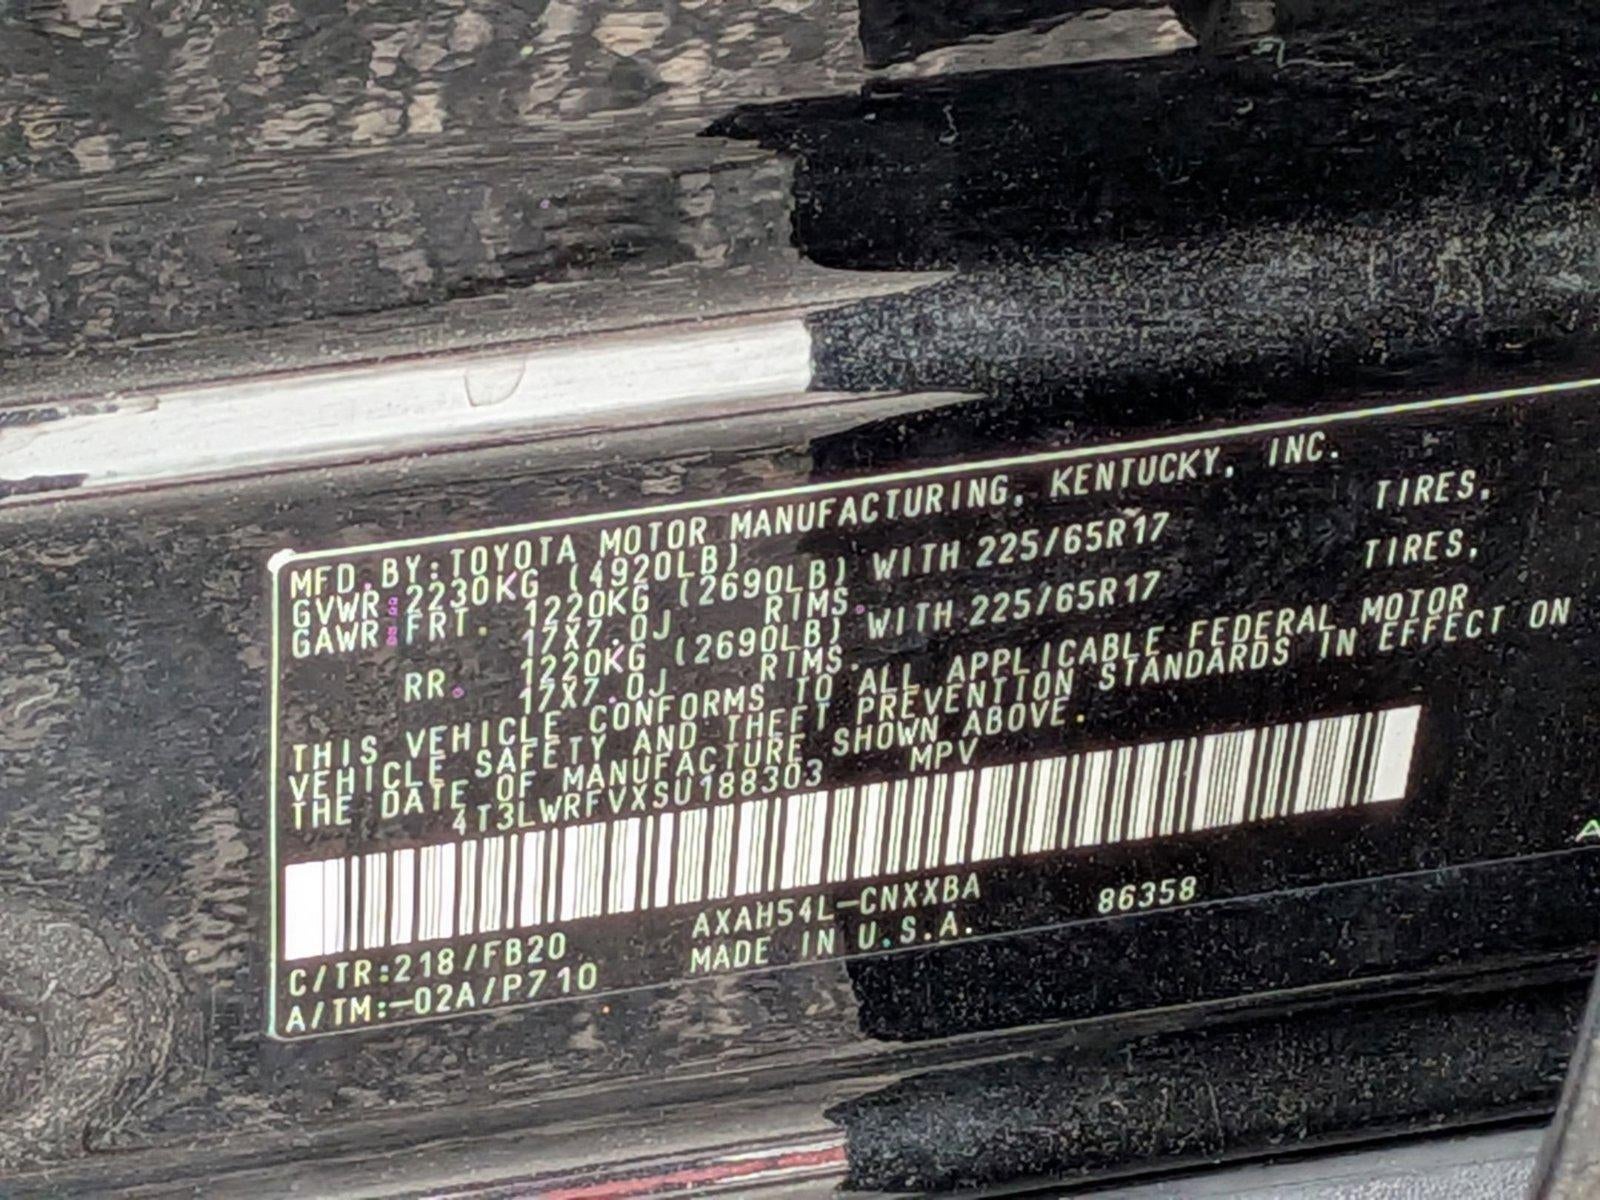 MFD.BY:TOYOTA MOTOR MANUFACTURING, KENTUCKY, INC.
GVWR:2230KG (4920LB)
GAWR:FRT. 1220KG (2690LB) WITH 225/65R17 TIRES,
17X7.0J RIMS.
RR. 1220KG (2690LB) WITH 225/65R17 TIRES,
17X7.0J RIMS.
THIS VEHICLE CONFORMS TO ALL APPLICABLE FEDERAL MOTOR
VEHICLE SAFETY AND THEFT PREVENTION STANDARDS IN EFFECT ON
THE DATE OF MANUFACTURE SHOWN ABOVE.
4T3LWRFVXSU188303 MPV
C/TR:218/FB20 AXAH54L-CNXXBA 86358
A/TM:-02A/P710 MADE IN U.S.A.
A